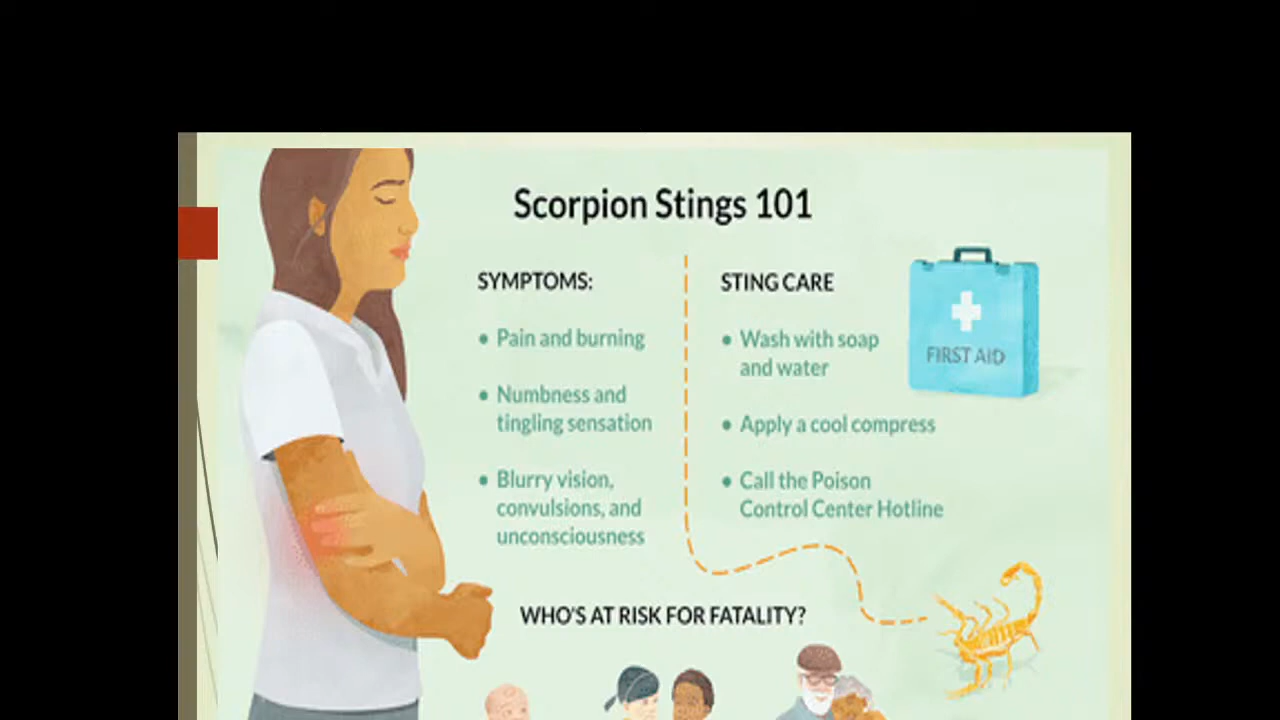 Scorpion Stings 101
SYMPTOMS:
• Pain and burning
• Numbness and
tingling sensation
• Blurry vision,
convulsions, and
unconsciousness
STING CARE
• Wash with soap
and water
• Apply a cool compress
• Call the Poison
Control Center Hotline
FIRST AID
WHO'S AT RISK FOR FATALITY?